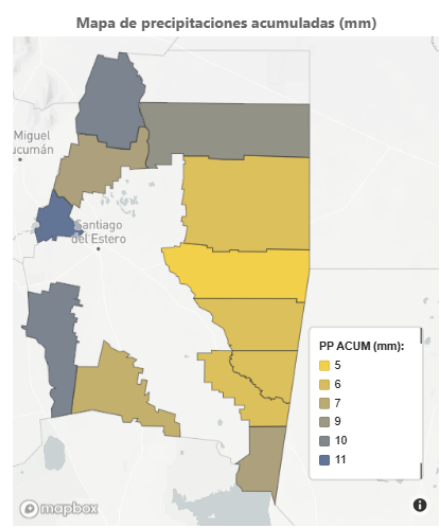 Mapa de precipitaciones acumuladas (mm)
Miguel
ucumán
Santiago
del Estero
PP ACUM (mm):
5
6
7
9
10
11
mapbox
i